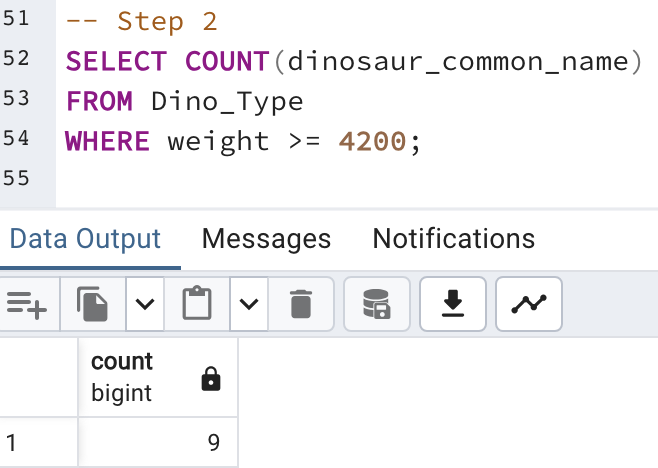 51 -- Step 2
52 SELECT COUNT(dinosaur_common_name)
53 FROM Dino_Type
54 WHERE weight >= 4200;
55
Data Output Messages Notifications
count
bigint
1 9